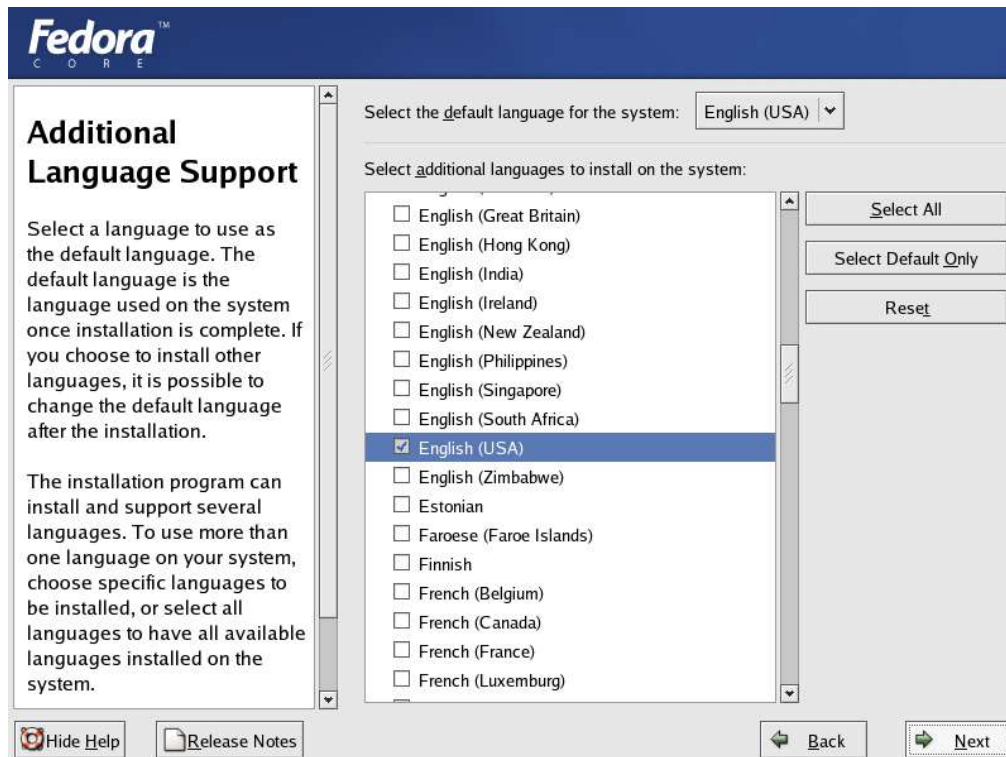 Fedora™
CORE
Additional
Language Support
Select a language to use as
the default language. The
default language is the
language used on the system
once installation is complete. If
you choose to install other
languages, it is possible to
change the default language
after the installation.
The installation program can
install and support several
languages. To use more than
one language on your system,
choose specific languages to
be installed, or select all
languages to have all available
languages installed on the
system.
Select the default language for the system: English (USA)
Select additional languages to install on the system:
English (Great Britain)
English (Hong Kong)
English (India)
English (Ireland)
English (New Zealand)
English (Philippines)
English (Singapore)
English (South Africa)
English (USA)
English (Zimbabwe)
Estonian
Faroese (Faroe Islands)
Finnish
French (Belgium)
French (Canada)
French (France)
French (Luxemburg)
Select All
Select Default Only
Reset
Hide Help
Release Notes
Back
Next